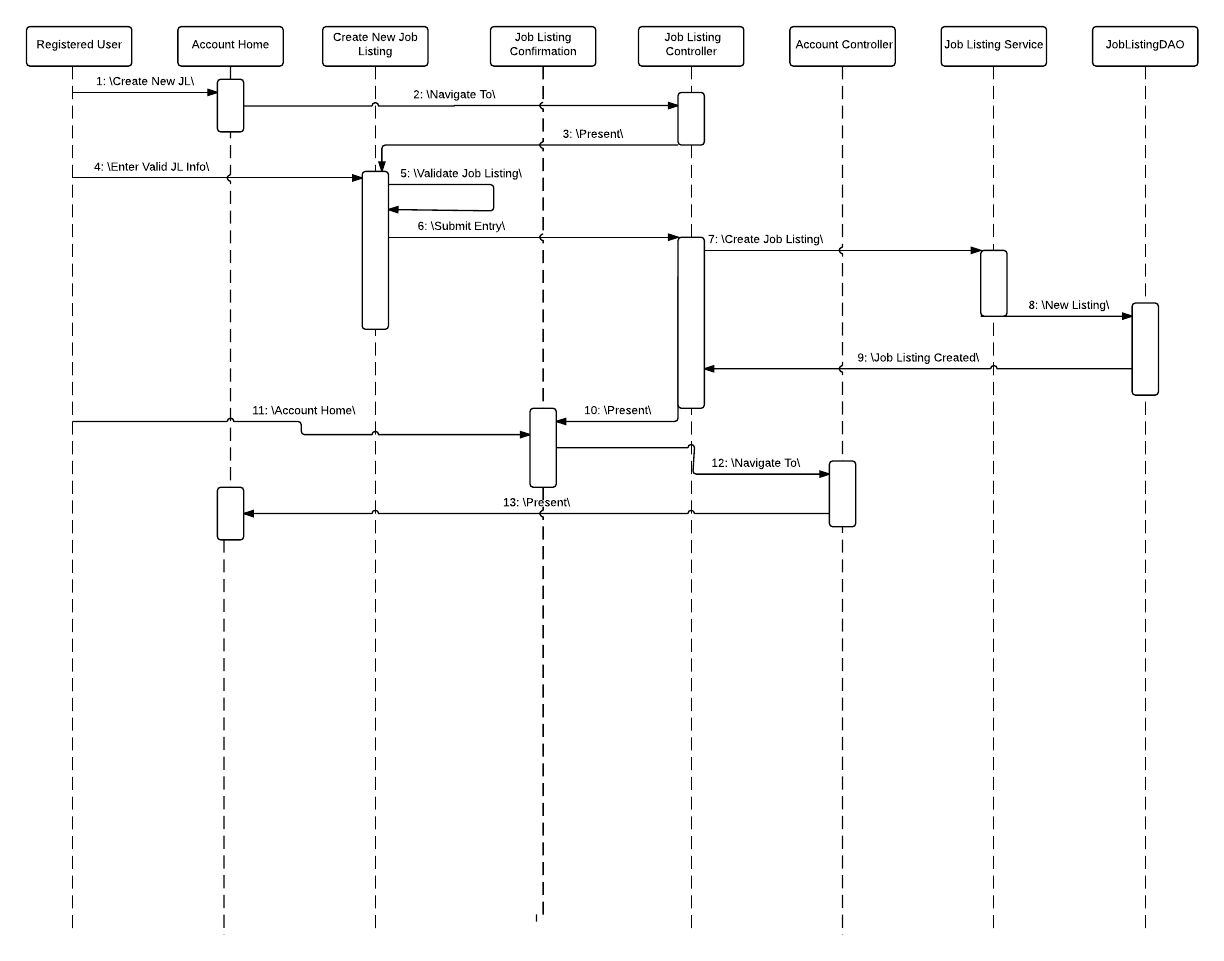 Registered User
Account Home
Create New Job
Listing
Job Listing
Confirmation
Job Listing
Controller
Account Controller
Job Listing Service
JobListingDAO
1: \Create New JL\
2: \Navigate To\
3: \Present\
4: \Enter Valid JL Info\
5: \Validate Job Listing\
6: \Submit Entry\
7: \Create Job Listing\
8: \New Listing\
9: \Job Listing Created\
10: \Present\
11: \Account Home\
12: \Navigate To\
13: \Present\